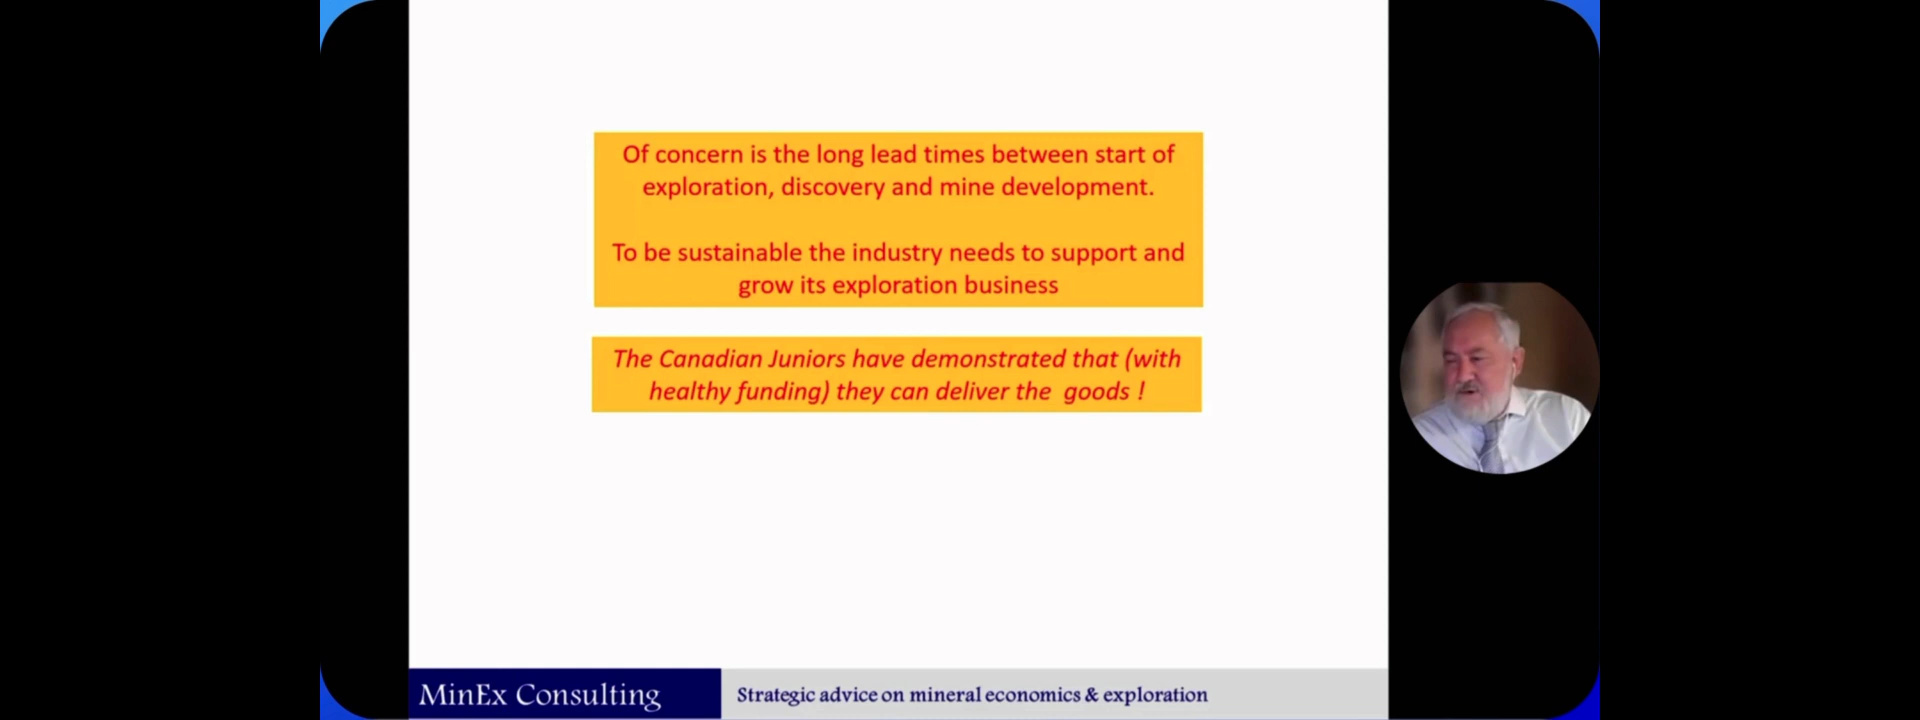 Of concern is the long lead times between start of
exploration, discovery and mine development.
To be sustainable the industry needs to support and
grow its exploration business
The Canadian Juniors have demonstrated that (with
healthy funding) they can deliver the  goods !
MinEx Consulting
Strategic advice on mineral economics & exploration